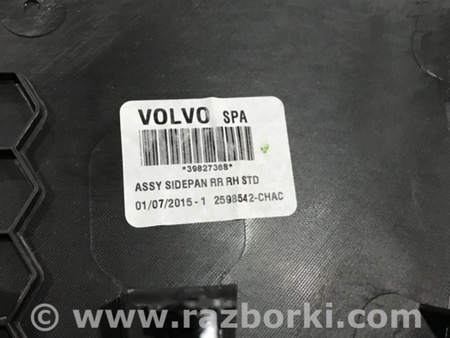 VOLVO SPA
*39827368*
ASSY SIDEPAN RR RH STD
01/07/2015-1 2598542-CHAC
© www.razborki.com